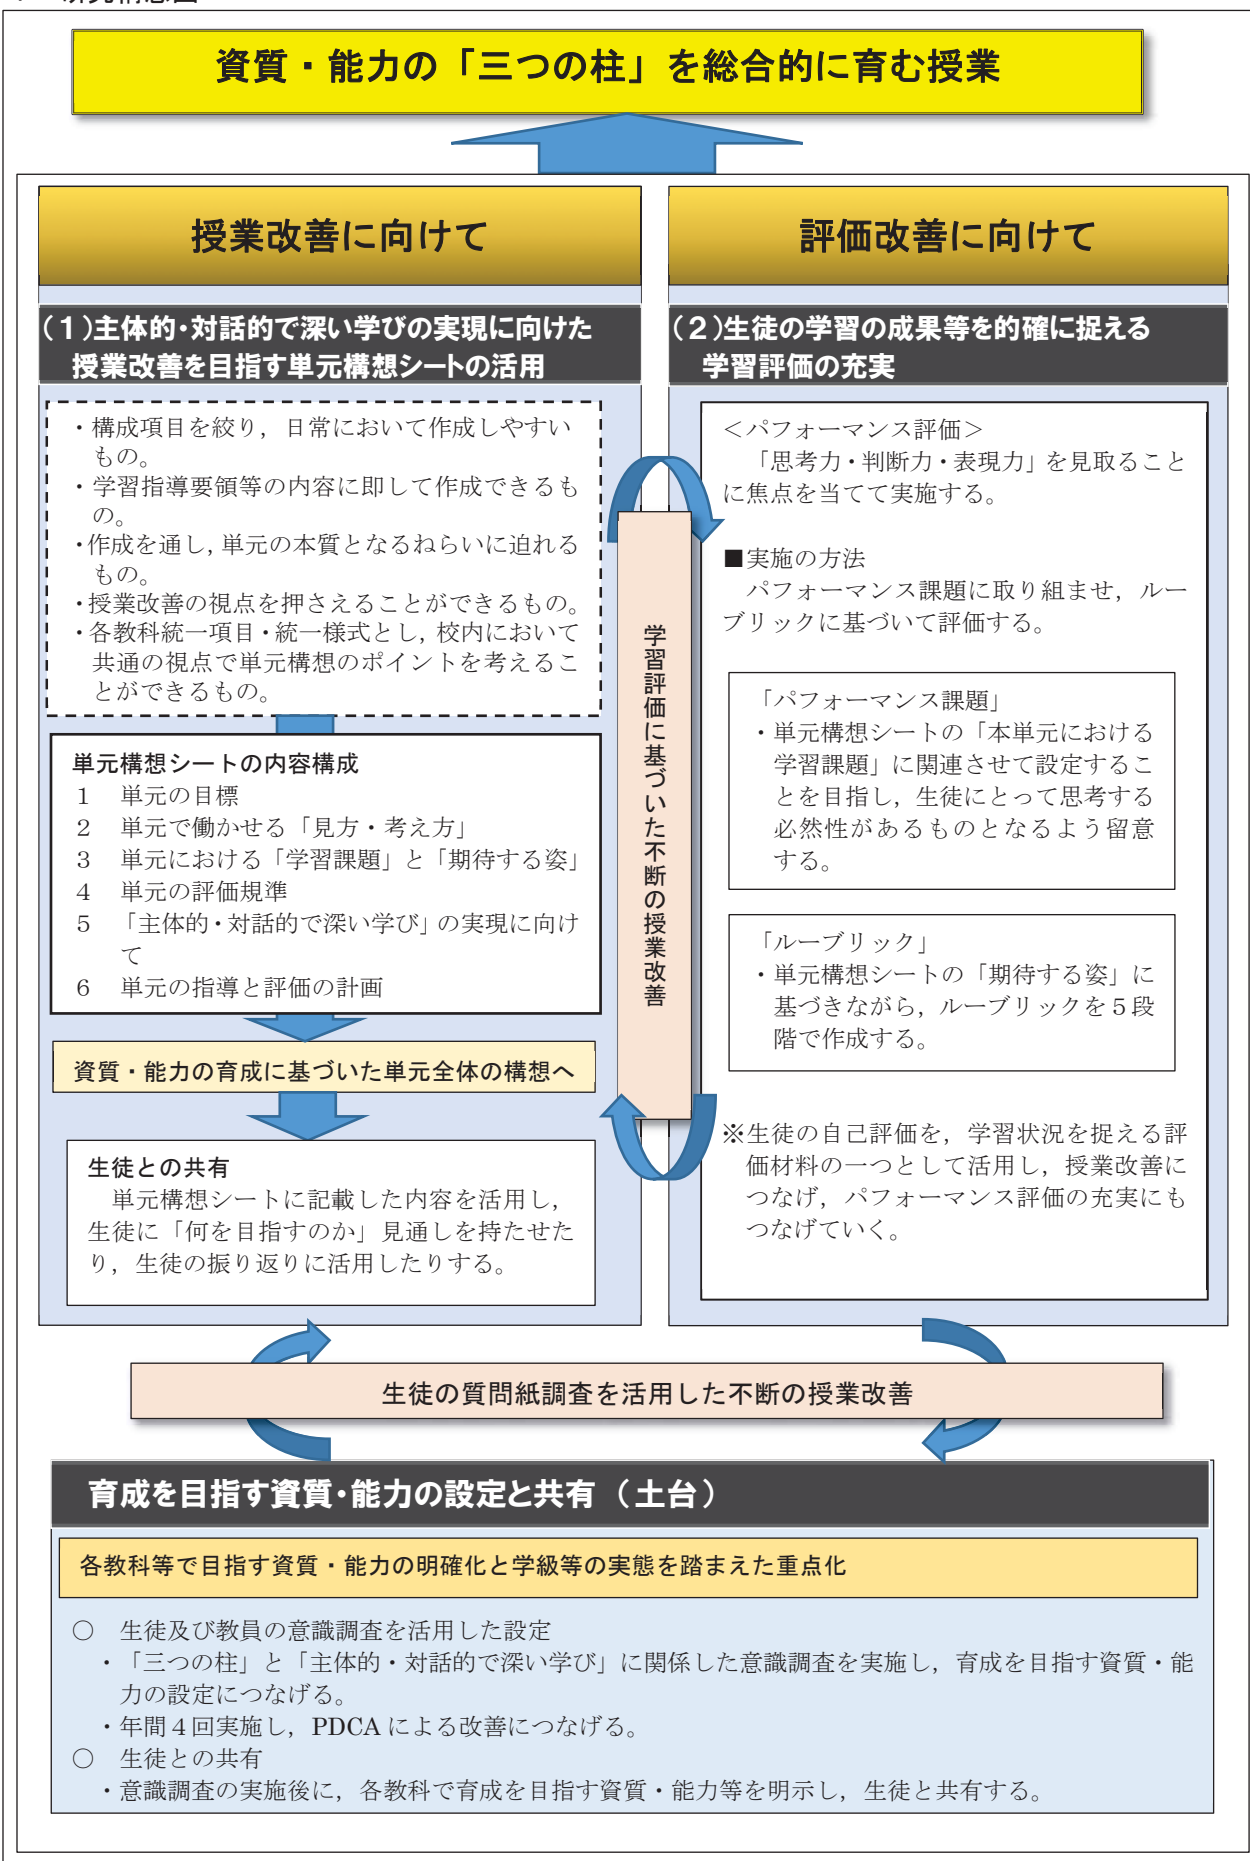 資質・能力の「三つの柱」を総合的に育む授業
授業改善に向けて
(１)主体的・対話的で深い学びの実現に向けた
授業改善を目指す単元構想シートの活用
・構成項目を絞り，日常において作成しやすい
もの。
・学習指導要領等の内容に即して作成できるも
の。
・作成を通し，単元の本質となるねらいに迫れる
もの。
・授業改善の視点を押さえることができるもの。
・各教科統一項目・統一様式とし，校内において
共通の視点で単元構想のポイントを考えるこ
とができるもの。
単元構想シートの内容構成
１　単元の目標
２　単元で働かせる「見方・考え方」
３　単元における「学習課題」と「期待する姿」
４　単元の評価規準
５　「主体的・対話的で深い学び」の実現に向け
て
６　単元の指導と評価の計画
資質・能力の育成に基づいた単元全体の構想へ
生徒との共有
単元構想シートに記載した内容を活用し，
生徒に「何を目指すのか」見通しを持たせた
り，生徒の振り返りに活用したりする。
学習評価に基づいた不断の授業改善
評価改善に向けて
(２)生徒の学習の成果等を的確に捉える
学習評価の充実
＜パフォーマンス評価＞
「思考力・判断力・表現力」を見取ること
に焦点を当てて実施する。
■実施の方法
パフォーマンス課題に取り組ませ，ルー
ブリックに基づいて評価する。
「パフォーマンス課題」
・単元構想シートの「本単元における
学習課題」に関連させて設定するこ
とを目指し，生徒にとって思考する
必然性があるものとなるよう留意
する。
「ルーブリック」
・単元構想シートの「期待する姿」に
基づきながら，ルーブリックを５段
階で作成する。
※生徒の自己評価を，学習状況を捉える評
価材料の一つとして活用し，授業改善に
つなげ，パフォーマンス評価の充実にも
つなげていく。
生徒の質問紙調査を活用した不断の授業改善
育成を目指す資質・能力の設定と共有（土台）
各教科等で目指す資質・能力の明確化と学級等の実態を踏まえた重点化
○　生徒及び教員の意識調査を活用した設定
・「三つの柱」と「主体的・対話的で深い学び」に関係した意識調査を実施し，育成を目指す資質・能
力の設定につなげる。
・年間４回実施し，PDCAによる改善につなげる。
○　生徒との共有
・意識調査の実施後に，各教科で育成を目指す資質・能力等を明示し，生徒と共有する。